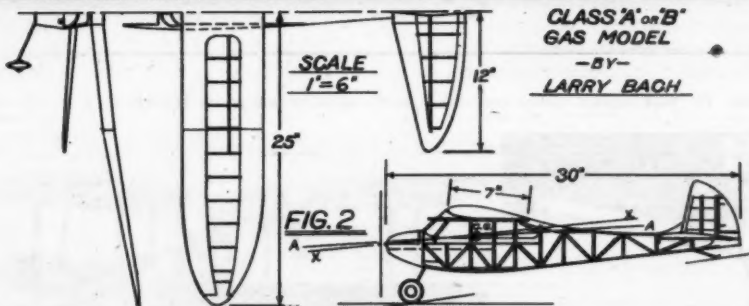 CLASS "A" OR "B"
GAS MODEL
—BY—
LARRY BACH
SCALE
1"=6"
25"
12"
FIG. 2
A
X
30"
7"
X
A